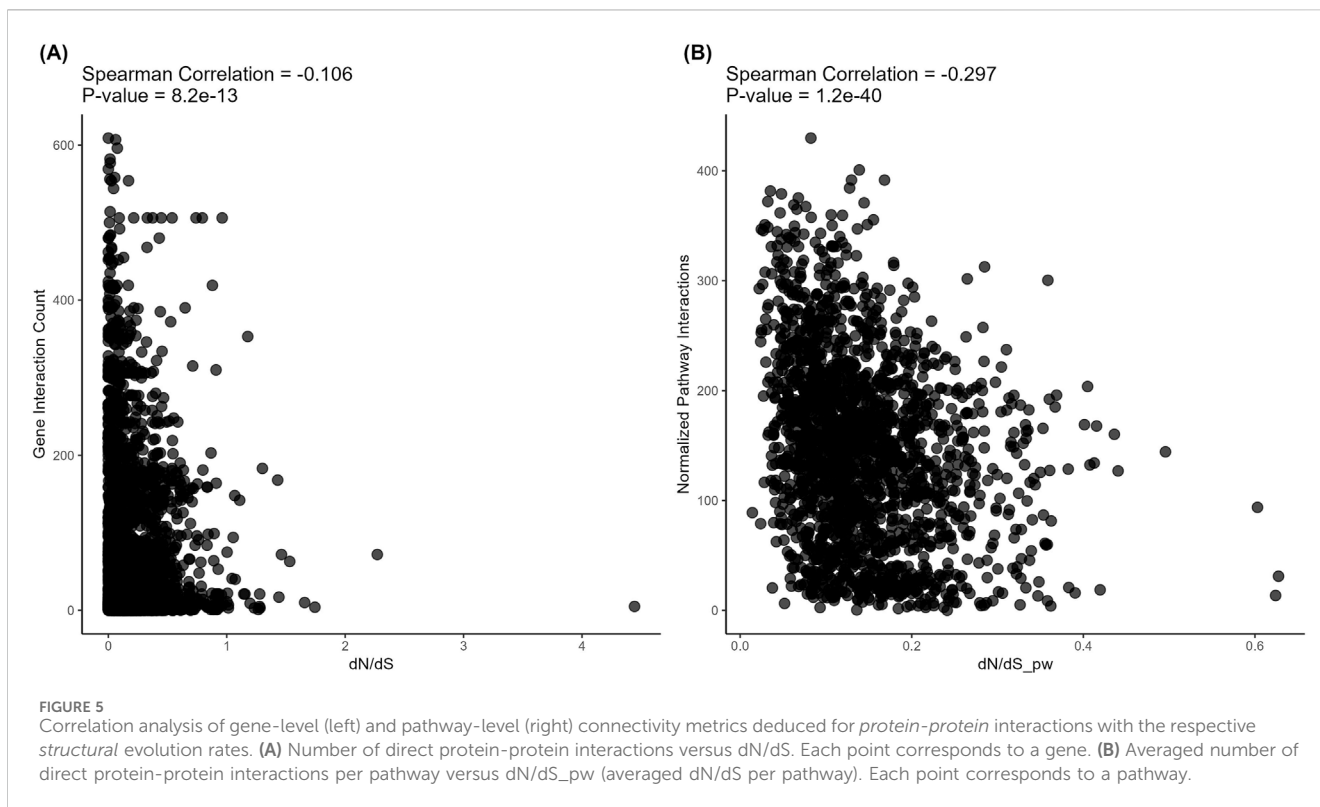 (A)
Spearman Correlation = -0.106
P-value = 8.2e-13
600
400
200
0
Gene Interaction Count
0 1 2 3 4
dN/dS
(B)
Spearman Correlation = -0.297
P-value = 1.2e-40
400
300
200
100
0
Normalized Pathway Interactions
0.0 0.2 0.4 0.6
dN/dS_pw
FIGURE 5
Correlation analysis of gene-level (left) and pathway-level (right) connectivity metrics deduced for protein-protein interactions with the respective
structural evolution rates. (A) Number of direct protein-protein interactions versus dN/dS. Each point corresponds to a gene. (B) Averaged number of
direct protein-protein interactions per pathway versus dN/dS_pw (averaged dN/dS per pathway). Each point corresponds to a pathway.